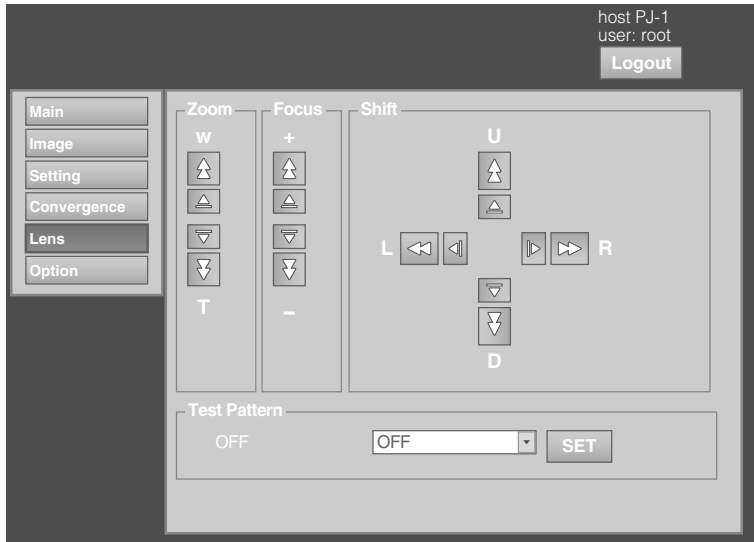 host PJ-1
user: root
Logout
Main
Image
Setting
Convergence
Lens
Option
Zoom
W
T
Focus
+
–
Shift
U
L
R
D
Test Pattern
OFF
OFF
SET